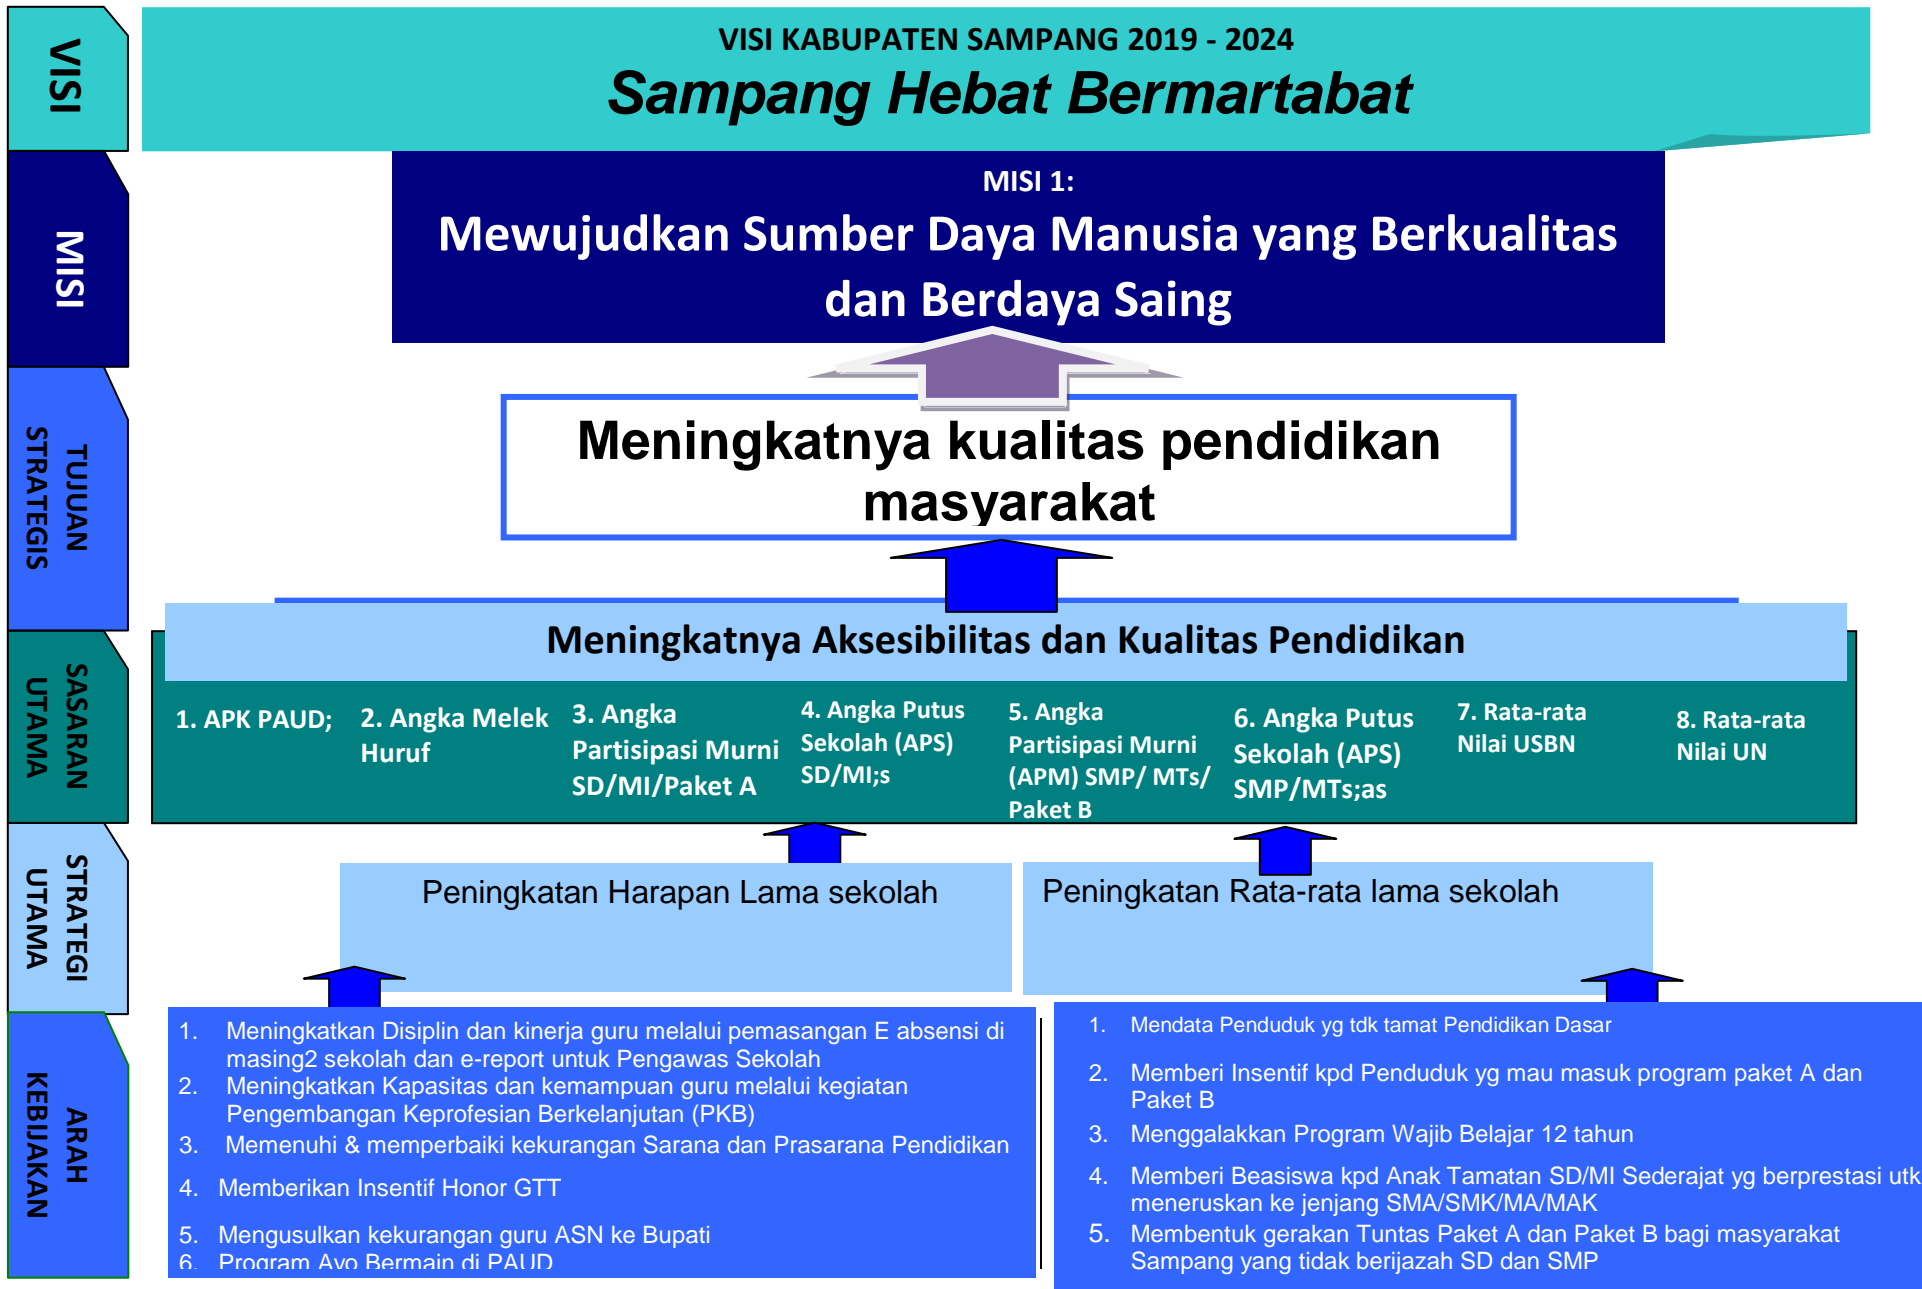 VISI
VISI KABUPATEN SAMPANG 2019 - 2024
Sampang Hebat Bermartabat
MISI
MISI 1:
Mewujudkan Sumber Daya Manusia yang Berkualitas
dan Berdaya Saing
TUJUAN
STRATEGIS
Meningkatnya kualitas pendidikan
masyarakat
SASARAN
UTAMA
Meningkatnya Aksesibilitas dan Kualitas Pendidikan
1. APK PAUD;
2. Angka Melek
Huruf
3. Angka
Partisipasi Murni
SD/MI/Paket A
4. Angka Putus
Sekolah (APS)
SD/MI;s
5. Angka
Partisipasi Murni
(APM) SMP/ MTs/
Paket B
6. Angka Putus
Sekolah (APS)
SMP/MTs;as
7. Rata-rata
Nilai USBN
8. Rata-rata
Nilai UN
STRATEGI
UTAMA
Peningkatan Harapan Lama sekolah
Peningkatan Rata-rata lama sekolah
ARAH
KEBIJAKAN
1. Meningkatkan Disiplin dan kinerja guru melalui pemasangan E absensi di
masing2 sekolah dan e-report untuk Pengawas Sekolah
2. Meningkatkan Kapasitas dan kemampuan guru melalui kegiatan
Pengembangan Keprofesian Berkelanjutan (PKB)
3. Memenuhi & memperbaiki kekurangan Sarana dan Prasarana Pendidikan
4. Memberikan Insentif Honor GTT
5. Mengusulkan kekurangan guru ASN ke Bupati
6. Program Ayo Bermain di PAUD
1. Mendata Penduduk yg tdk tamat Pendidikan Dasar
2. Memberi Insentif kpd Penduduk yg mau masuk program paket A dan
Paket B
3. Menggalakkan Program Wajib Belajar 12 tahun
4. Memberi Beasiswa kpd Anak Tamatan SD/MI Sederajat yg berprestasi utk
meneruskan ke jenjang SMA/SMK/MA/MAK
5. Membentuk gerakan Tuntas Paket A dan Paket B bagi masyarakat
Sampang yang tidak berijazah SD dan SMP